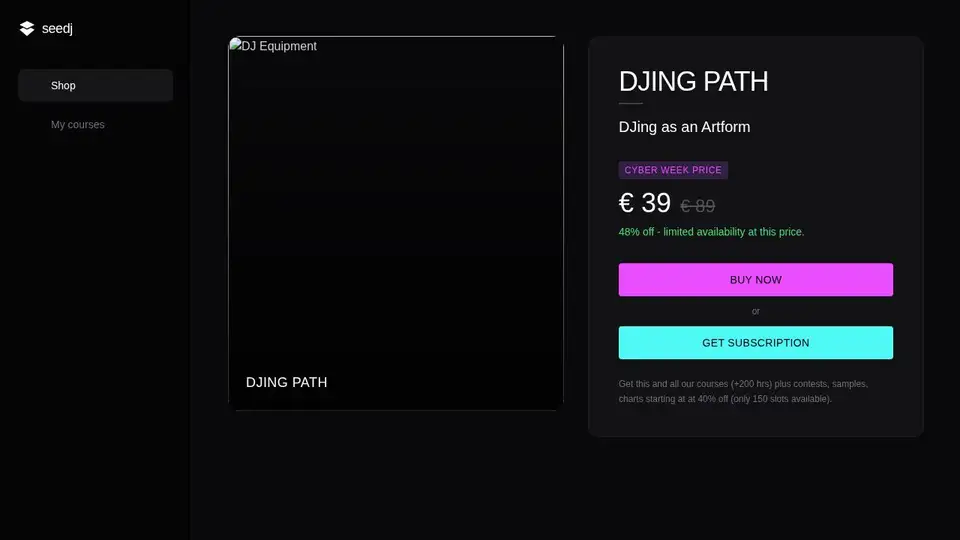 seedj
Shop
My courses
DJ Equipment
DJING PATH
DJING PATH
DJing as an Artform
CYBER WEEK PRICE
€ 39 € 89
48% off - limited availability at this price.
BUY NOW
or
GET SUBSCRIPTION
Get this and all our courses (+200 hrs) plus contests, samples,
charts starting at at 40% off (only 150 slots available).